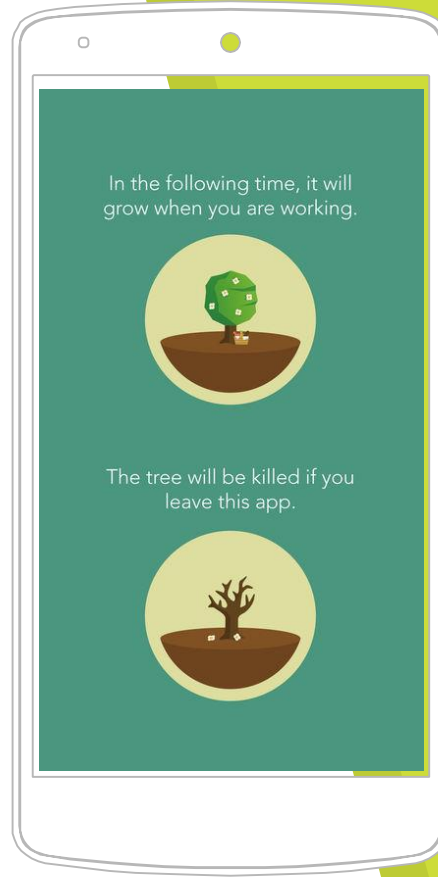 In the following time, it will
grow when you are working.
The tree will be killed if you
leave this app.